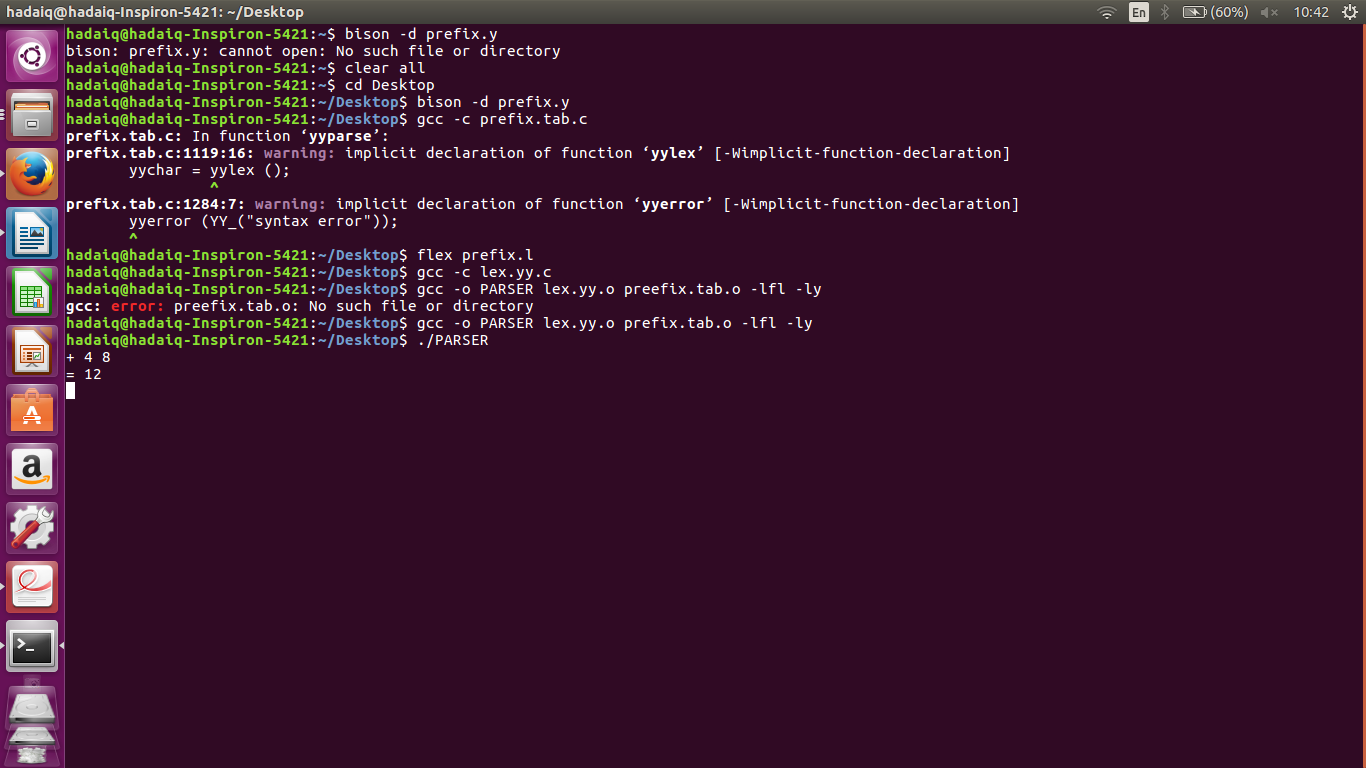 hadaiq@hadaiq-Inspiron-5421: ~/Desktop En (60%) 10:42
hadaiq@hadaiq-Inspiron-5421:~$ bison -d prefix.y
bison: prefix.y: cannot open: No such file or directory
hadaiq@hadaiq-Inspiron-5421:~$ clear all
hadaiq@hadaiq-Inspiron-5421:~$ cd Desktop
hadaiq@hadaiq-Inspiron-5421:~/Desktop$ bison -d prefix.y
hadaiq@hadaiq-Inspiron-5421:~/Desktop$ gcc -c prefix.tab.c
prefix.tab.c: In function ‘yyparse’:
prefix.tab.c:1119:16: warning: implicit declaration of function ‘yylex’ [-Wimplicit-function-declaration]
       yychar = yylex ();
                ^
prefix.tab.c:1284:7: warning: implicit declaration of function ‘yyerror’ [-Wimplicit-function-declaration]
       yyerror (YY_("syntax error"));
       ^
hadaiq@hadaiq-Inspiron-5421:~/Desktop$ flex prefix.l
hadaiq@hadaiq-Inspiron-5421:~/Desktop$ gcc -c lex.yy.c
hadaiq@hadaiq-Inspiron-5421:~/Desktop$ gcc -o PARSER lex.yy.o preefix.tab.o -lfl -ly
gcc: error: preefix.tab.o: No such file or directory
hadaiq@hadaiq-Inspiron-5421:~/Desktop$ gcc -o PARSER lex.yy.o prefix.tab.o -lfl -ly
hadaiq@hadaiq-Inspiron-5421:~/Desktop$ ./PARSER
+ 4 8
= 12